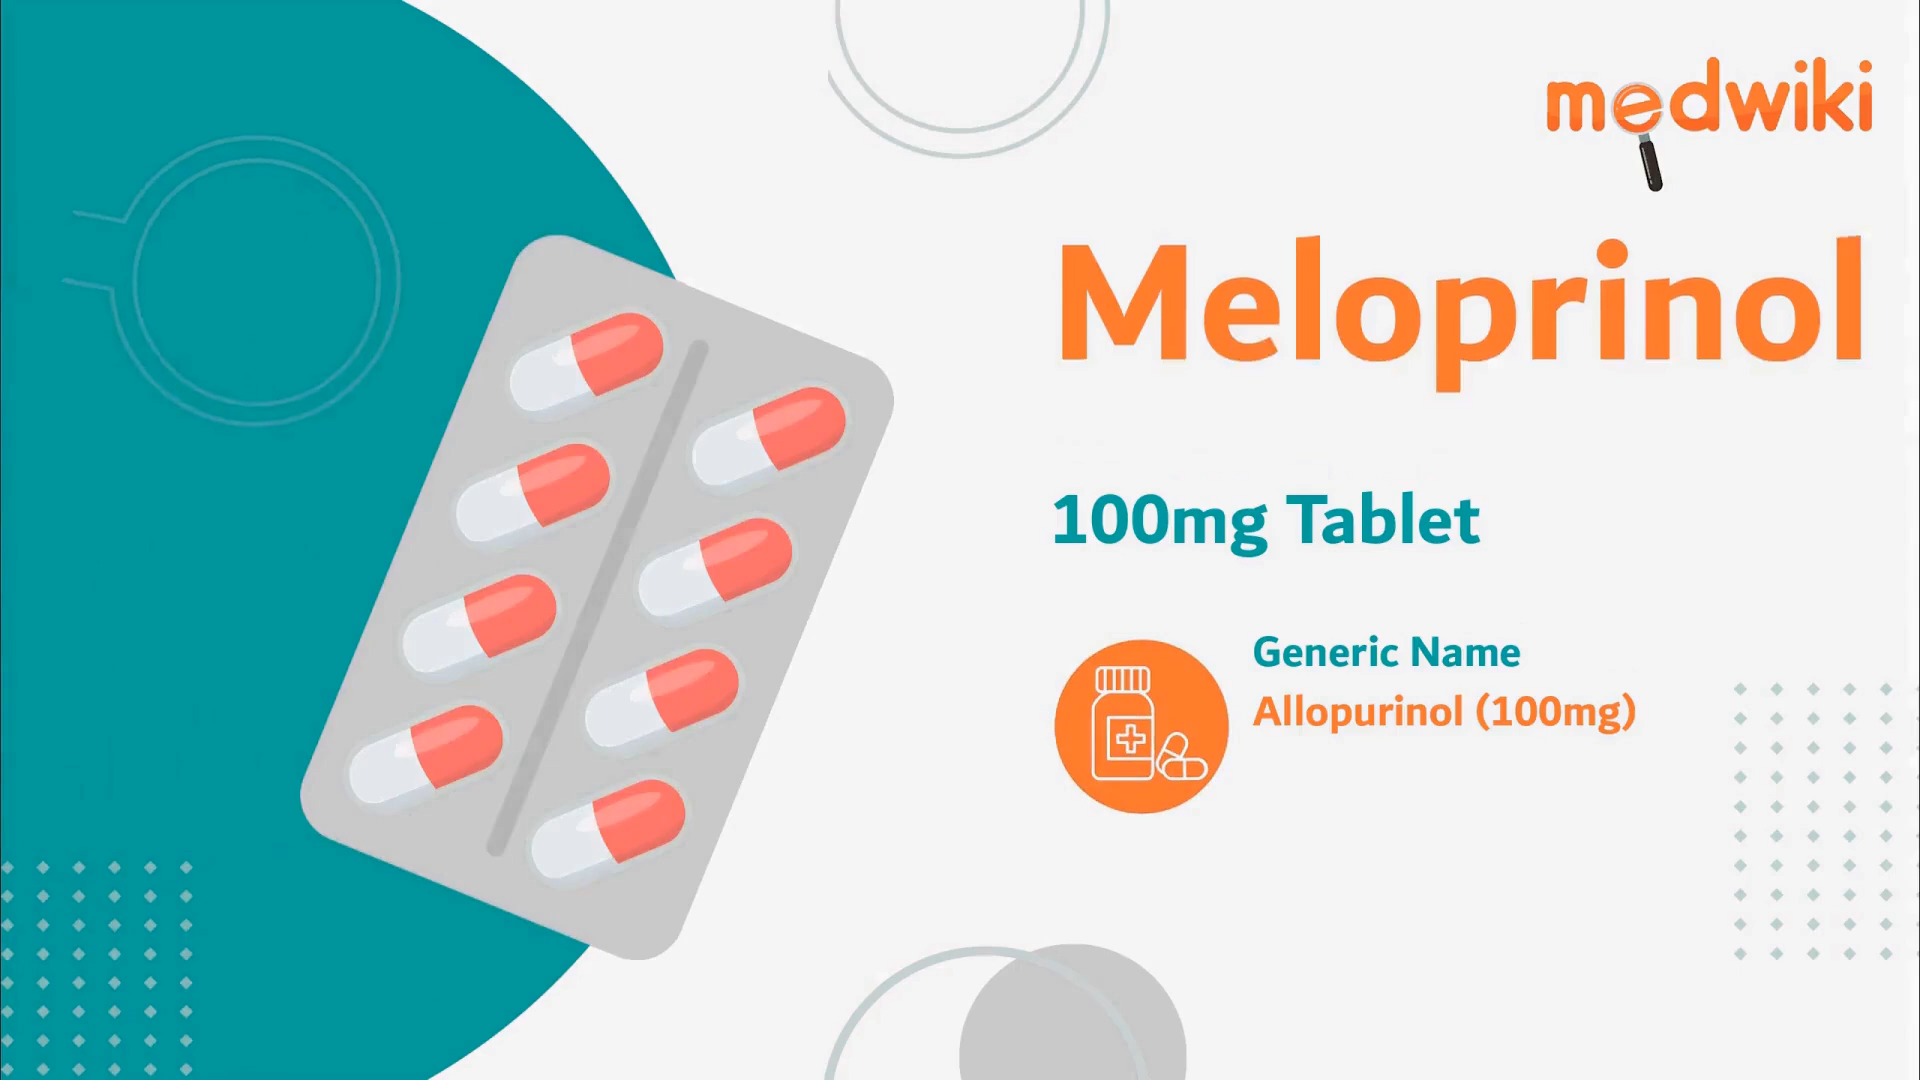 medwiki
Meloprinol
100mg Tablet
Generic Name
Allopurinol (100mg)